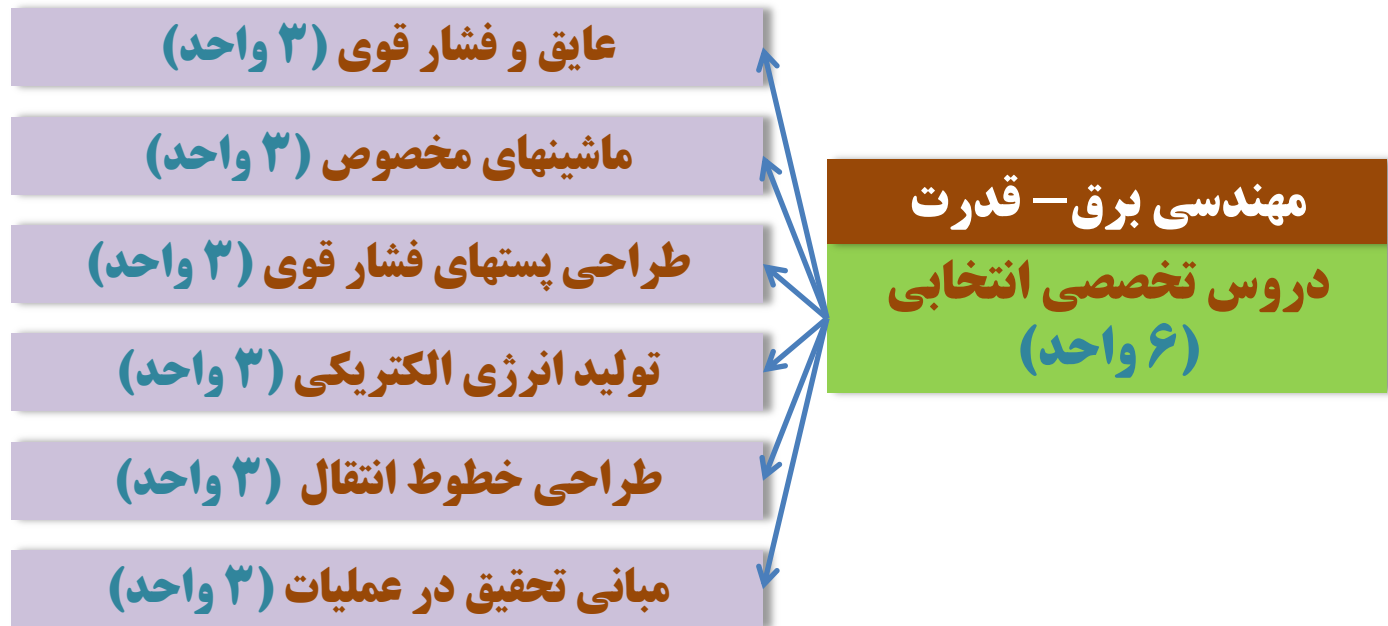 مهندسی برق– قدرت
دروس تخصصی انتخابی
(۶ واحد)
عایق و فشار قوی (۳ واحد)
ماشینهای مخصوص (۳ واحد)
طراحی پستهای فشار قوی (۳ واحد)
تولید انرژی الکتریکی (۳ واحد)
طراحی خطوط انتقال (۳ واحد)
مبانی تحقیق در عملیات (۳ واحد)